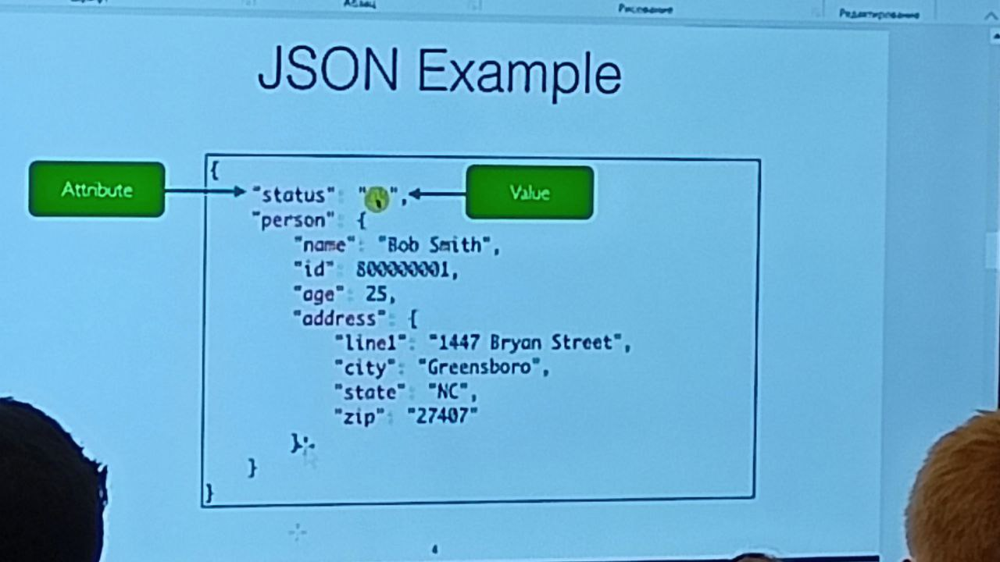 Абзац
Рисование
Редактирование
JSON Example
{
Attribute
"status": " ",
Value
"person": {
"name": "Bob Smith",
"id": 800000001,
"age": 25,
"address": {
"line1": "1447 Bryan Street",
"city": "Greensboro",
"state": "NC",
"zip": "27407"
}
}
}
4